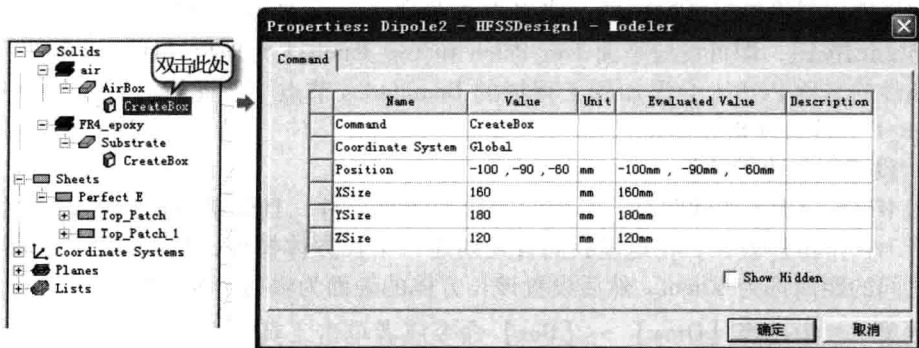 Solids
air
AirBox
CreateBox
FR4_epoxy
Substrate
CreateBox
Sheets
Perfect E
Top_Patch
Top_Patch_1
Coordinate Systems
Planes
Lists
双击此处
Properties: Dipole2 - HFSSDesign1 - Modeler
Command
Name Value Unit Evaluated Value Description
Command CreateBox
Coordinate System Global
Position -100 ,-90 ,-60 mm -100mm , -90mm , -60mm
XSize 160 mm 160mm
YSize 180 mm 180mm
ZSize 120 mm 120mm
Show Hidden
确定 取消